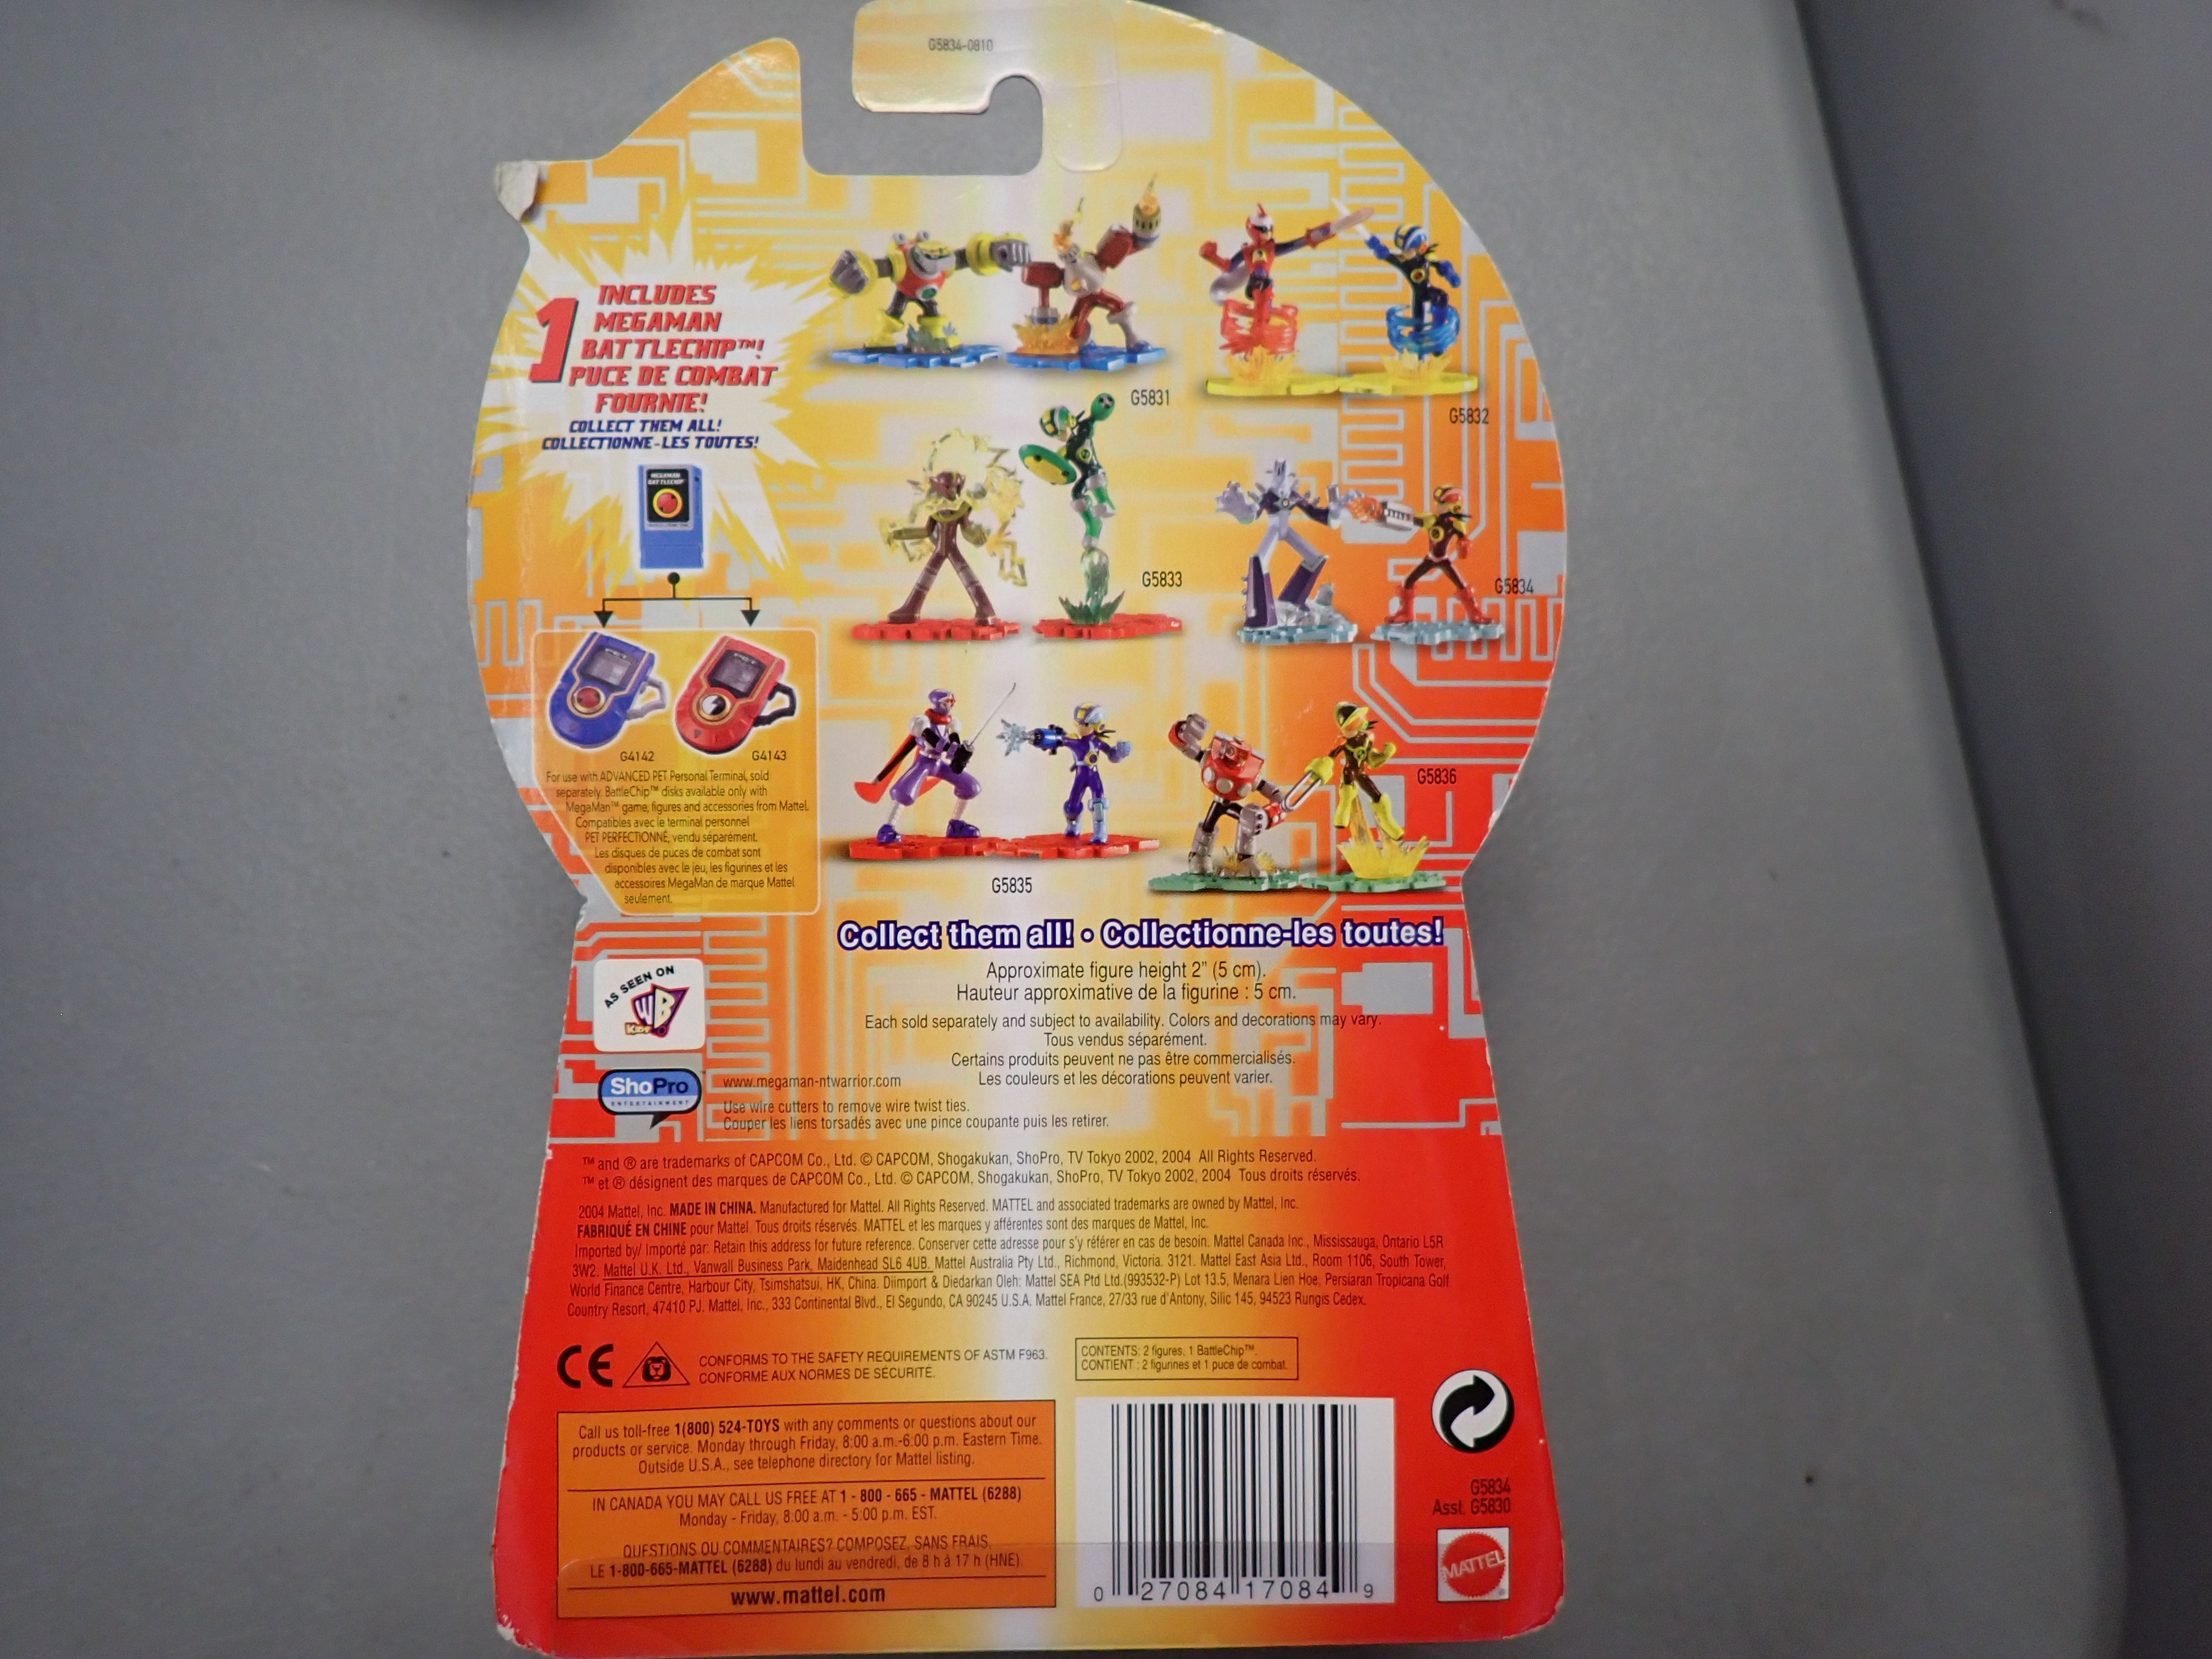 G5834-0810
1
INCLUDES
MEGAMAN
BATTLECHIP™!
PUCE DE COMBAT
FOURNIE!
COLLECT THEM ALL!
COLLECTIONNE-LES TOUTES!
MEGAMAN
BATTLECHIP
G5831
G5832
G5833
G5834
G4142
G4143
For use with ADVANCED PET Personal Terminal, sold
separately. BattleChip™ disks available only with
MegaMan™ game, figures and accessories from Mattel.
Compatibles avec le terminal personnel
PET PERFECTIONNÉ, vendu séparément.
Les disques de puces de combat sont
disponibles avec le jeu, les figurines et les
accessoires MegaMan de marque Mattel
seulement.
G5835
G5836
Collect them all! • Collectionne-les toutes!
AS SEEN ON
KIDS WB
Approximate figure height 2" (5 cm).
Hauteur approximative de la figurine : 5 cm.
Each sold separately and subject to availability. Colors and decorations may vary.
Tous vendus séparément.
Certains produits peuvent ne pas être commercialisés.
Les couleurs et les décorations peuvent varier.
ShoPro
ENTERTAINMENT
www.megaman-ntwarrior.com
Use wire cutters to remove wire twist ties.
Couper les liens torsadés avec une pince coupante puis les retirer.
™ and ® are trademarks of CAPCOM Co., Ltd. © CAPCOM, Shogakukan, ShoPro, TV Tokyo 2002, 2004 All Rights Reserved.
™ et ® désignent des marques de CAPCOM Co., Ltd. © CAPCOM, Shogakukan, ShoPro, TV Tokyo 2002, 2004 Tous droits réservés.
2004 Mattel, Inc. MADE IN CHINA. Manufactured for Mattel. All Rights Reserved. MATTEL and associated trademarks are owned by Mattel, Inc.
FABRIQUÉ EN CHINE pour Mattel. Tous droits réservés. MATTEL et les marques y afférentes sont des marques de Mattel, Inc.
Imported by/ Importé par: Retain this address for future reference. Conserver cette adresse pour s'y référer en cas de besoin. Mattel Canada Inc., Mississauga, Ontario L5R
3W2. Mattel U.K. Ltd., Vanwall Business Park, Maidenhead SL6 4UB. Mattel Australia Pty Ltd., Richmond, Victoria. 3121. Mattel East Asia Ltd., Room 1106, South Tower,
World Finance Centre, Harbour City, Tsimshatsui, HK, China. Diimport & Diedarkan Oleh: Mattel SEA Ptd Ltd.(993532-P) Lot 13.5, Menara Lien Hoe, Persiaran Tropicana Golf
Country Resort, 47410 PJ. Mattel, Inc., 333 Continental Blvd., El Segundo, CA 90245 U.S.A. Mattel France, 27/33 rue d'Antony, Silic 145, 94523 Rungis Cedex.
CE
CONFORMS TO THE SAFETY REQUIREMENTS OF ASTM F963.
CONFORME AUX NORMES DE SÉCURITÉ.
CONTENTS: 2 figures, 1 BattleChip™.
CONTIENT : 2 figurines et 1 puce de combat.
Call us toll-free 1(800) 524-TOYS with any comments or questions about our
products or service. Monday through Friday, 8:00 a.m.-6:00 p.m. Eastern Time.
Outside U.S.A., see telephone directory for Mattel listing.
IN CANADA YOU MAY CALL US FREE AT 1 - 800 - 665 - MATTEL (6288)
Monday - Friday, 8:00 a.m. - 5:00 p.m. EST.
QUESTIONS OU COMMENTAIRES? COMPOSEZ, SANS FRAIS,
LE 1-800-665-MATTEL (6288) du lundi au vendredi, de 8 h à 17 h (HNE).
www.mattel.com
0 27084 17084 9
G5834
Asst. G5830
MATTEL